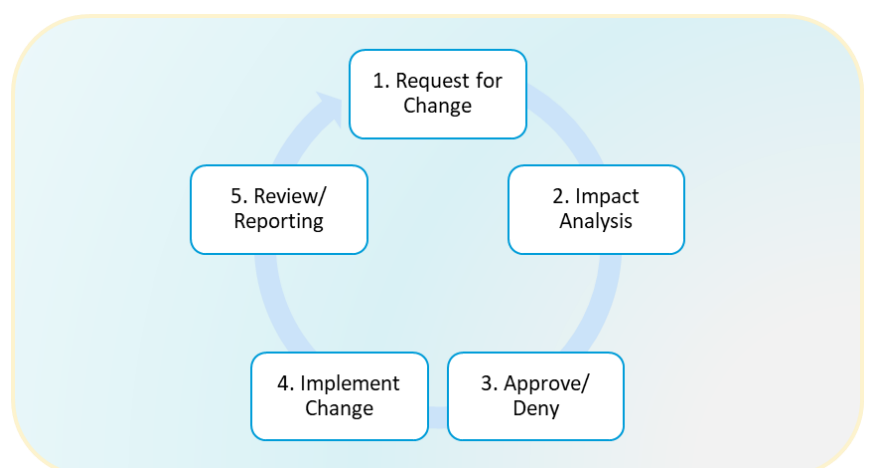 1. Request for
Change
2. Impact
Analysis
3. Approve/
Deny
4. Implement
Change
5. Review/
Reporting